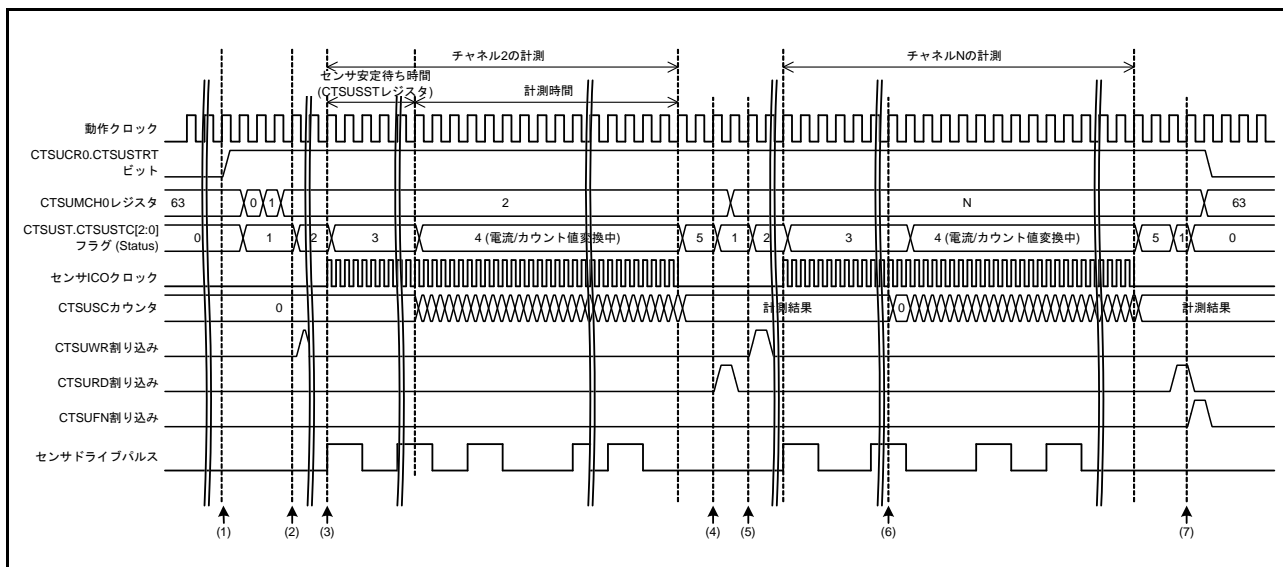 チャネル2の計測
チャネルNの計測
センサ安定待ち時間
(CTSUSSTレジスタ)
計測時間
動作クロック
CTSUCR0.CTSUSTRT
ビット
CTSUMCH0レジスタ
63
0
1
2
N
63
CTSUST.CTSUSTC[2:0]
フラグ (Status)
0
1
2
3
4 (電流/カウント値変換中)
5
1
2
3
4 (電流/カウント値変換中)
5
1
0
センサICOクロック
CTSUSCカウンタ
0
計測結果
0
計測結果
CTSUWR割り込み
CTSURD割り込み
CTSUFN割り込み
センサドライブパルス
(1)
(2)
(3)
(4)
(5)
(6)
(7)